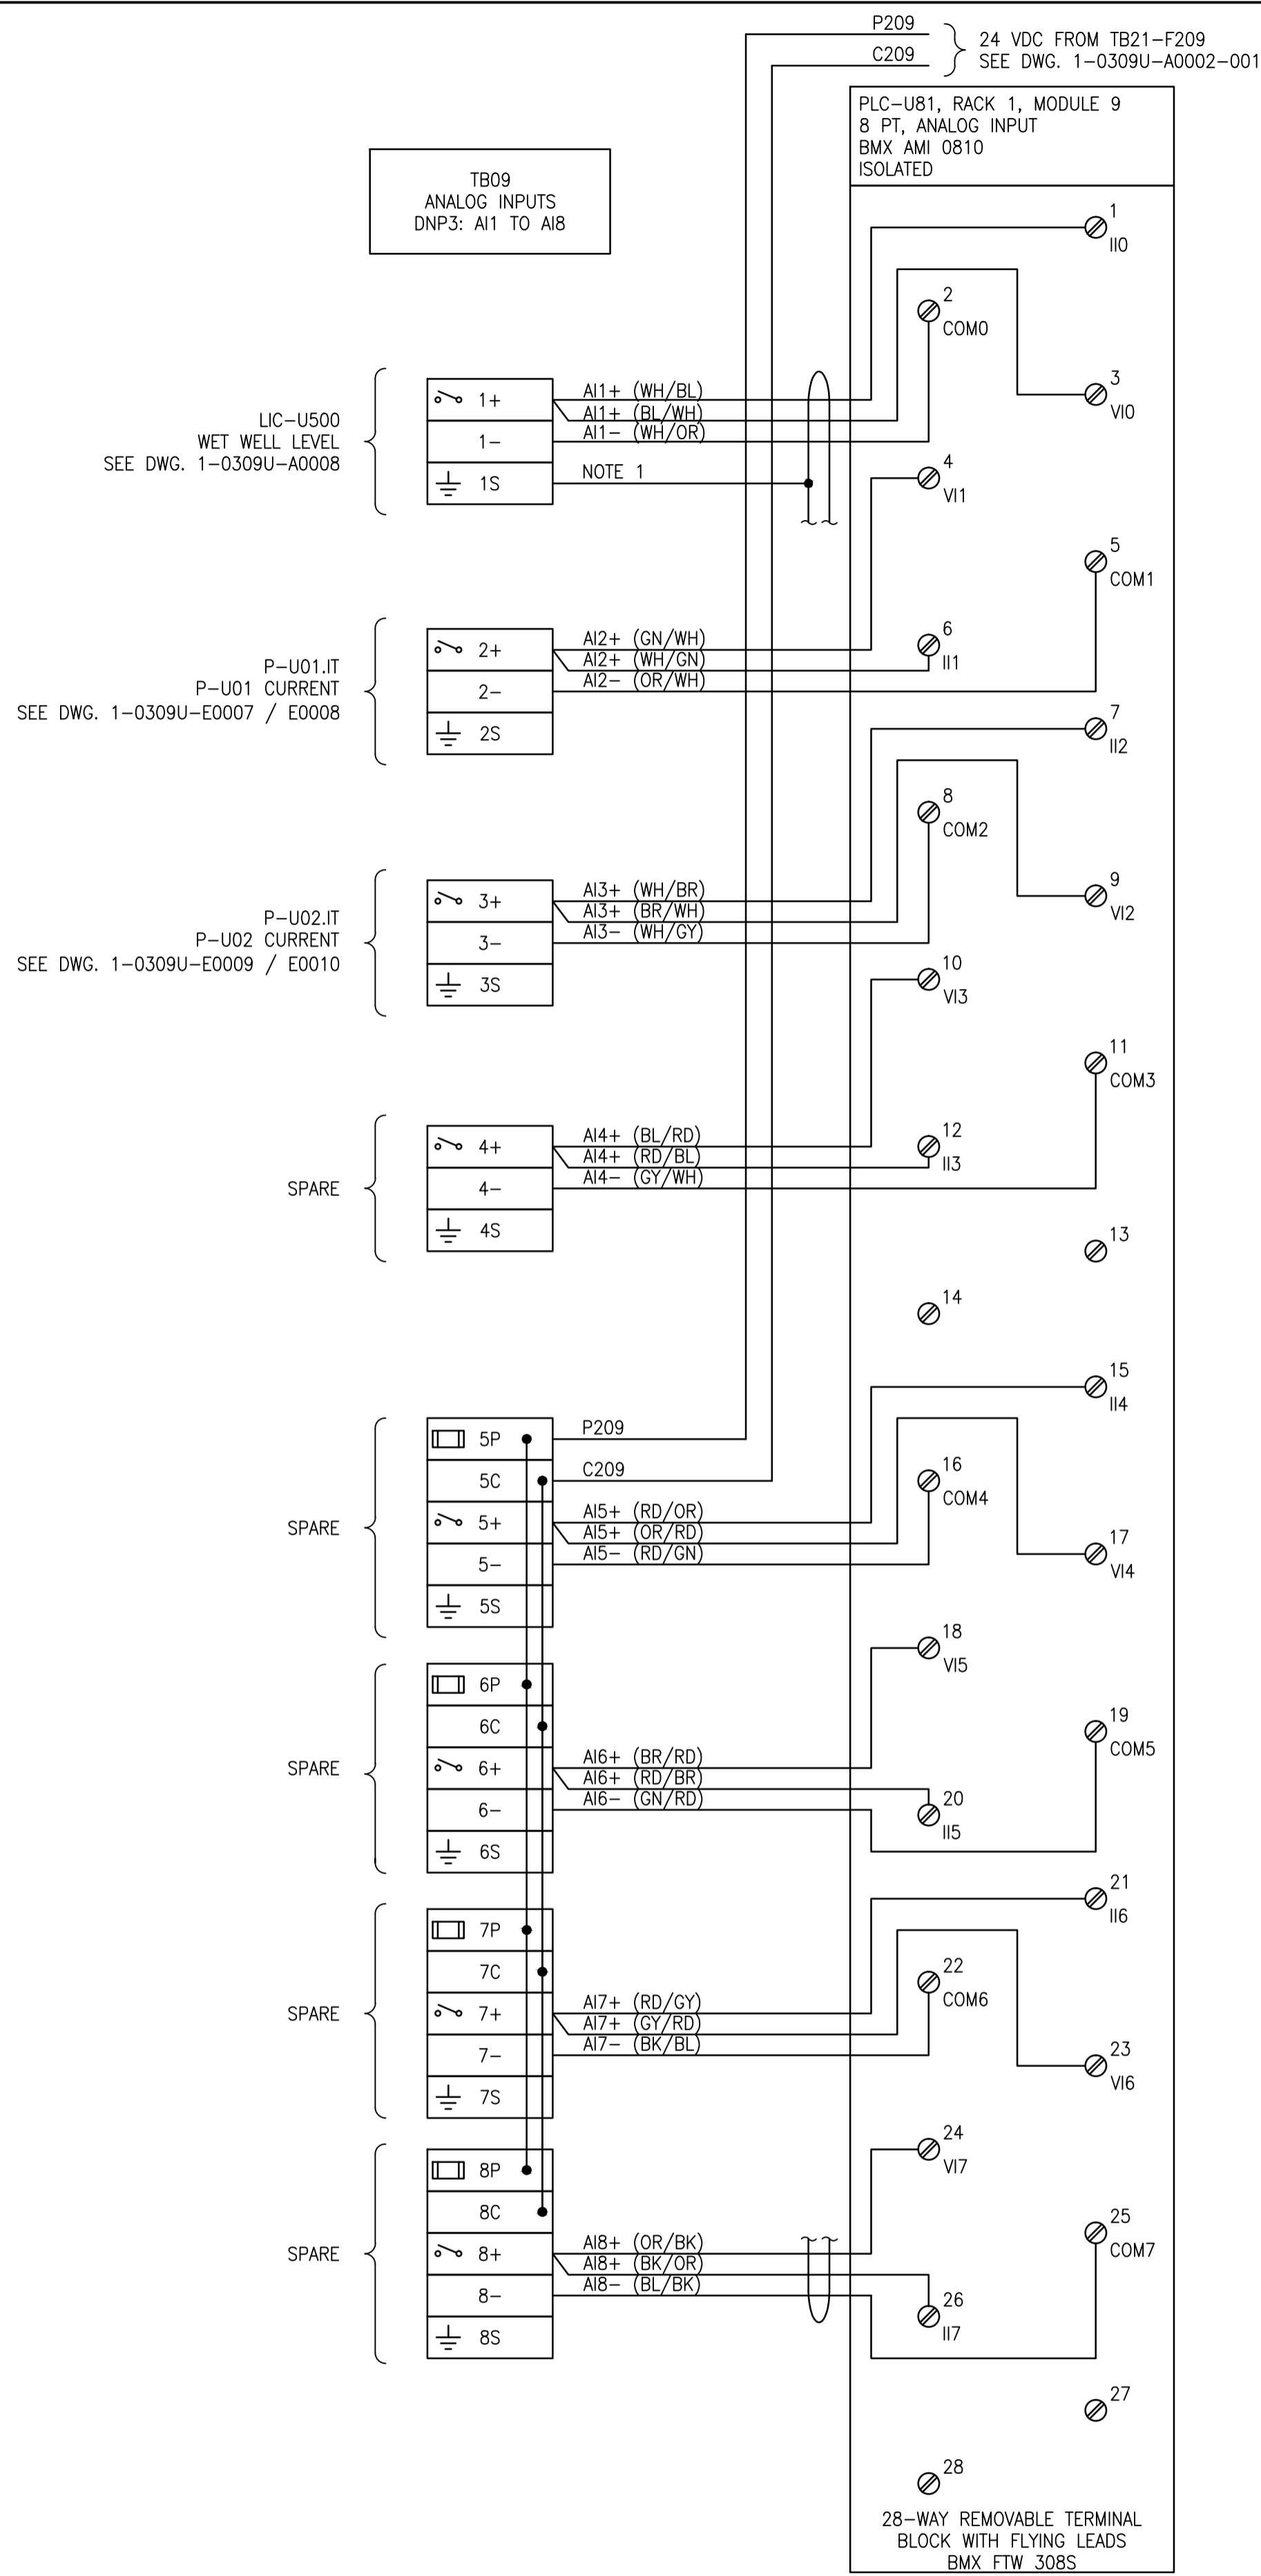 P209
C209
24 VDC FROM TB21-F209
SEE DWG. 1-0309U-A0002-001
PLC-U81, RACK 1, MODULE 9
8 PT, ANALOG INPUT
BMX AMI 0810
ISOLATED
TB09
ANALOG INPUTS
DNP3: AI1 TO AI8
1
II0
2
COM0
3
VI0
LIC-U500
WET WELL LEVEL
SEE DWG. 1-0309U-A0008
1+
1-
1S
AI1+ (WH/BL)
AI1+ (BL/WH)
AI1- (WH/OR)
NOTE 1
4
VI1
5
COM1
P-U01.IT
P-U01 CURRENT
SEE DWG. 1-0309U-E0007 / E0008
2+
2-
2S
AI2+ (GN/WH)
AI2+ (WH/GN)
AI2- (OR/WH)
6
II1
7
II2
8
COM2
P-U02.IT
P-U02 CURRENT
SEE DWG. 1-0309U-E0009 / E0010
3+
3-
3S
AI3+ (WH/BR)
AI3+ (BR/WH)
AI3- (WH/GY)
9
VI2
10
VI3
11
COM3
SPARE
4+
4-
4S
AI4+ (BL/RD)
AI4+ (RD/BL)
AI4- (GY/WH)
12
II3
13
14
15
II4
SPARE
5P
5C
5+
5-
5S
P209
C209
AI5+ (RD/OR)
AI5+ (OR/RD)
AI5- (RD/GN)
16
COM4
17
VI4
18
VI5
SPARE
6P
6C
6+
6-
6S
AI6+ (BR/RD)
AI6+ (RD/BR)
AI6- (GN/RD)
19
COM5
20
II5
21
II6
SPARE
7P
7C
7+
7-
7S
AI7+ (RD/GY)
AI7+ (GY/RD)
AI7- (BK/BL)
22
COM6
23
VI6
24
VI7
SPARE
8P
8C
8+
8-
8S
AI8+ (OR/BK)
AI8+ (BK/OR)
AI8- (BL/BK)
25
COM7
26
II7
27
28
28-WAY REMOVABLE TERMINAL
BLOCK WITH FLYING LEADS
BMX FTW 308S